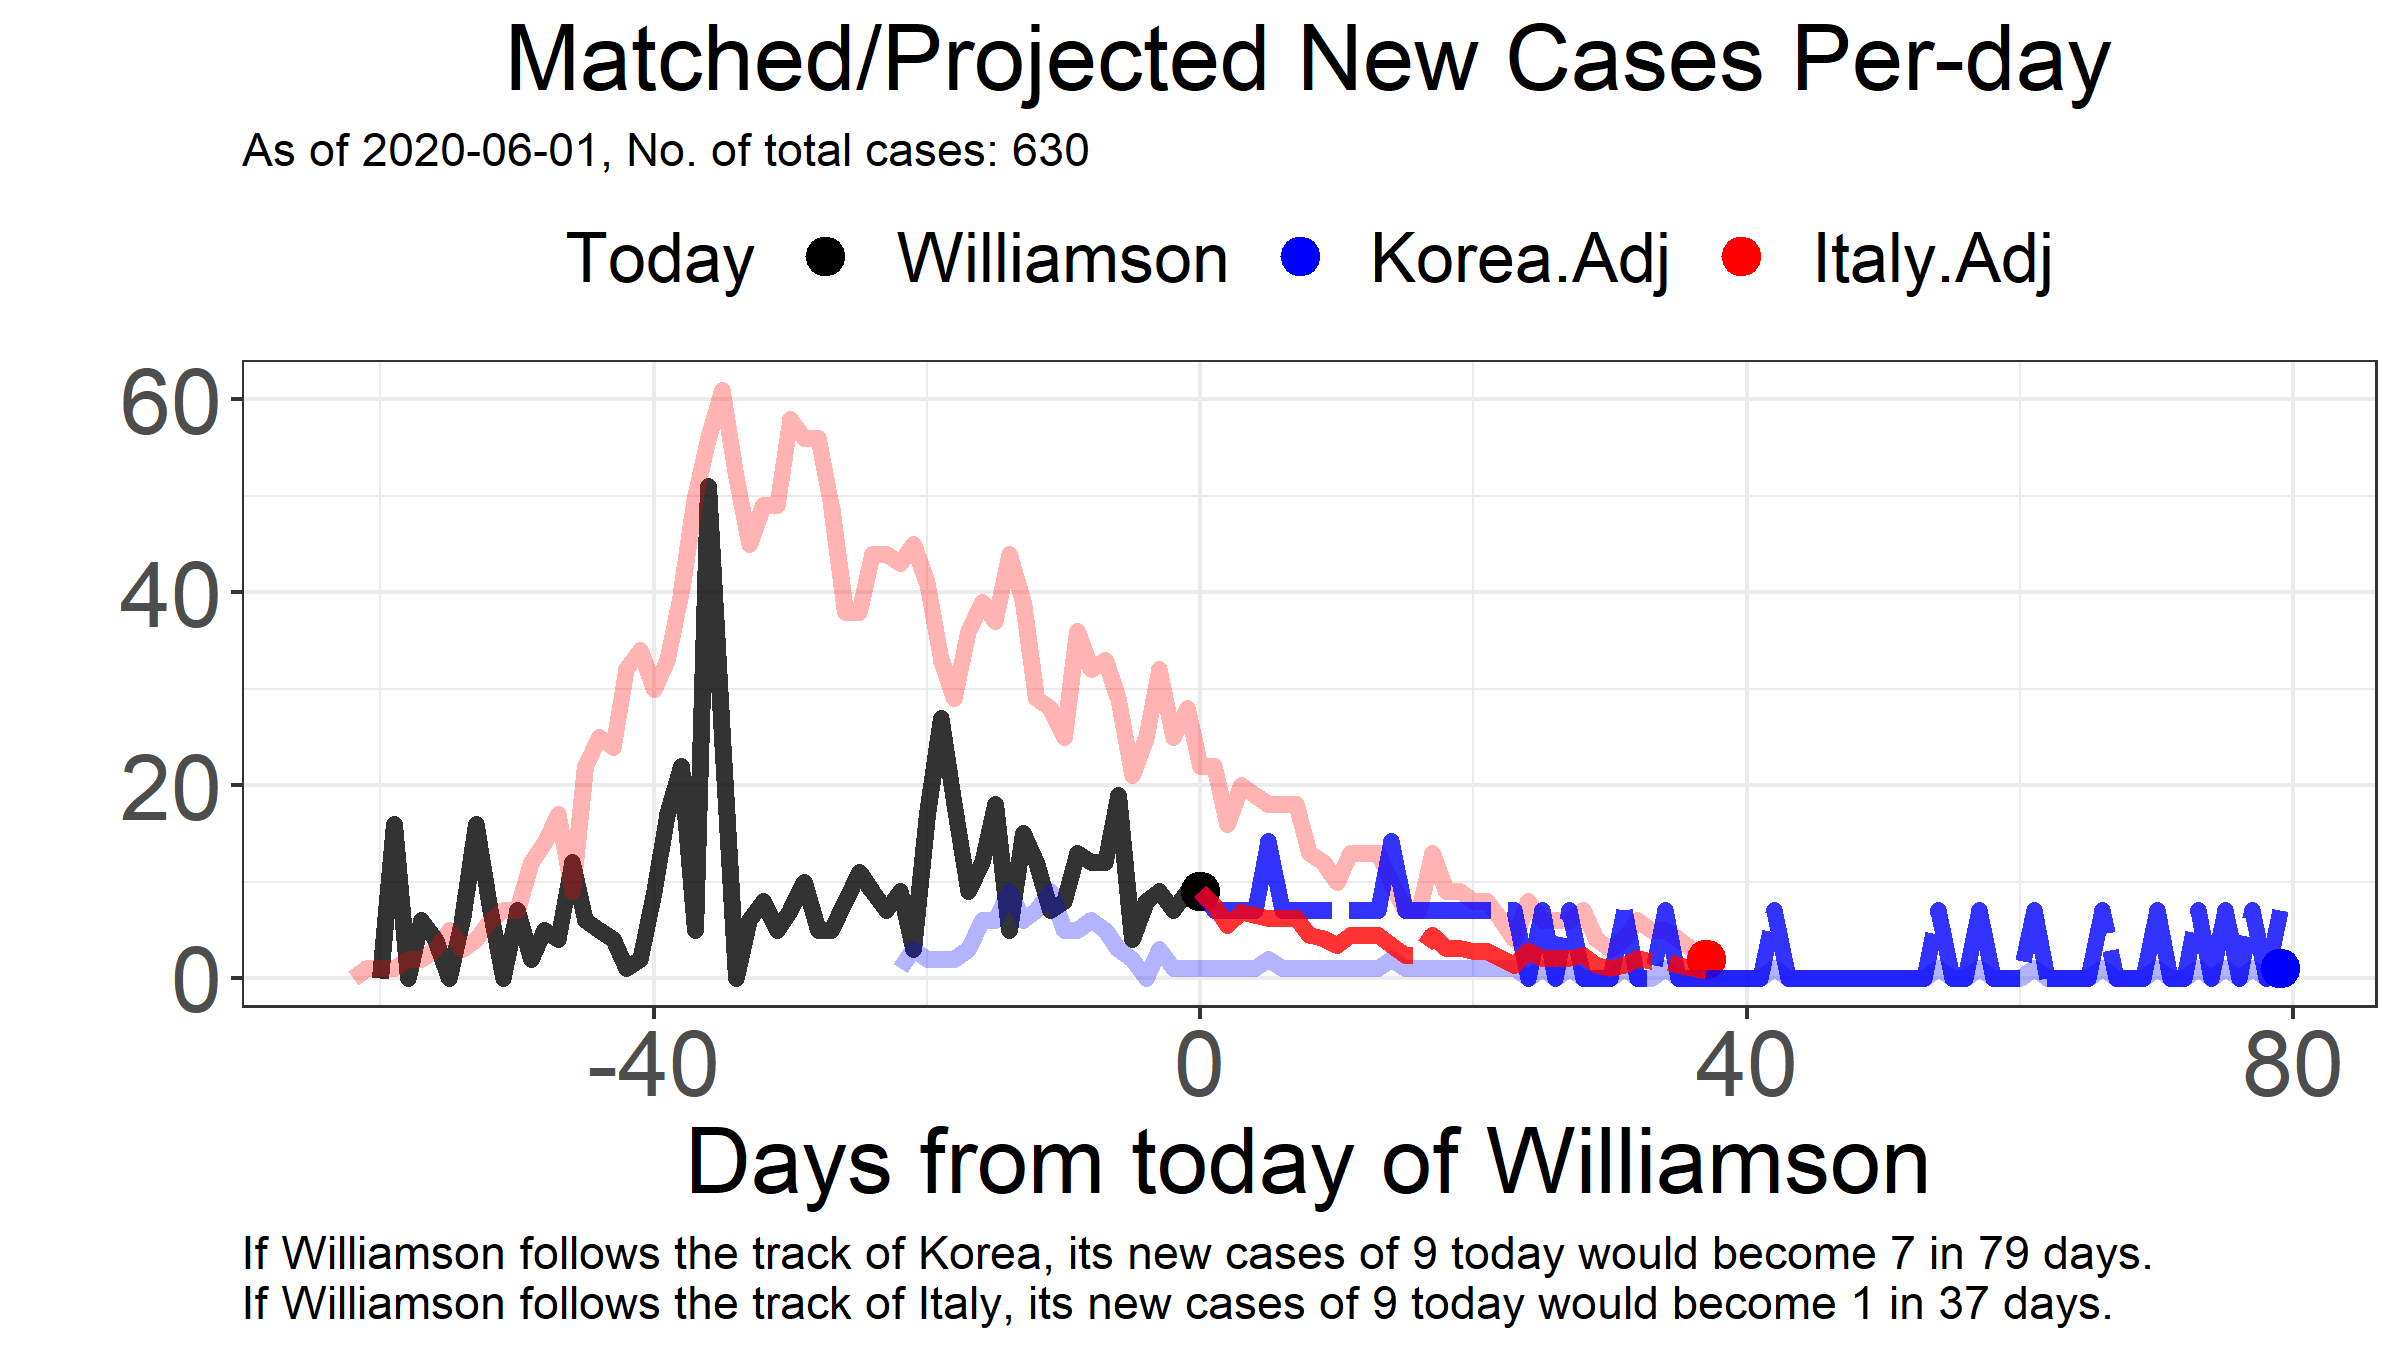 Matched/Projected New Cases Per-day
As of 2020-06-01, No. of total cases: 630
Today Williamson Korea.Adj Italy.Adj
60
40
20
0
-40 0 40 80
Days from today of Williamson
If Williamson follows the track of Korea, its new cases of 9 today would become 7 in 79 days.
If Williamson follows the track of Italy, its new cases of 9 today would become 1 in 37 days.